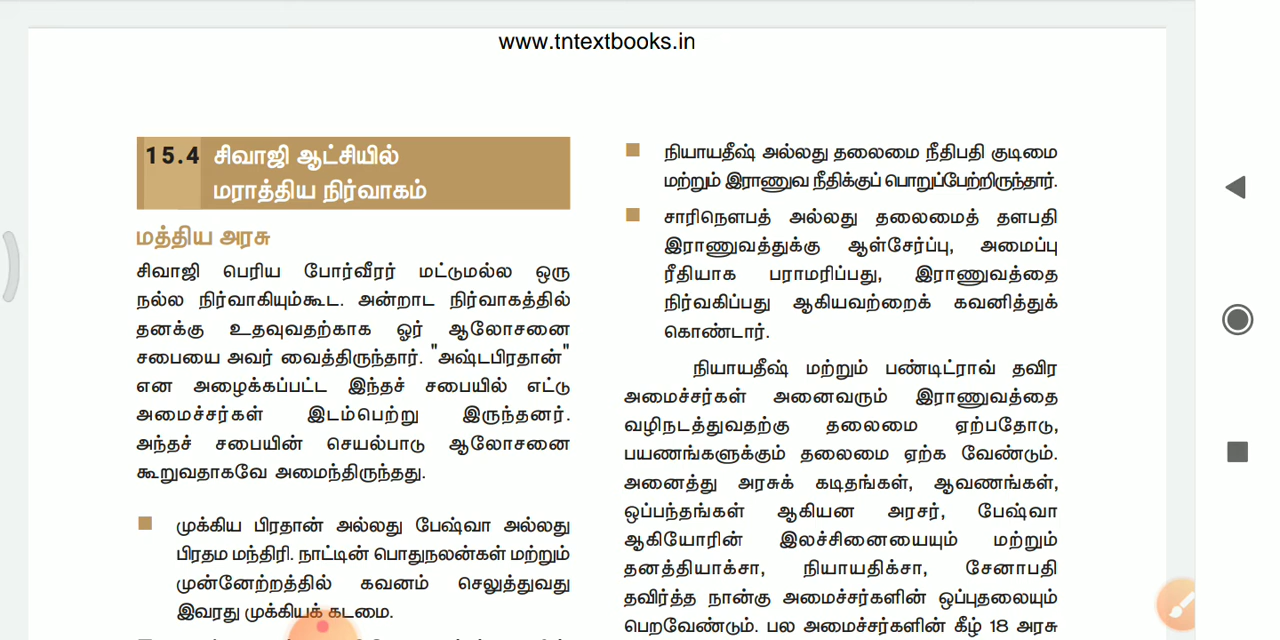 www.tntextbooks.in
15.4 சிவாஜி ஆட்சியில்
மராத்திய நிர்வாகம்
மத்திய அரசு
சிவாஜி பெரிய போர்வீரர் மட்டுமல்ல ஒரு
நல்ல நிர்வாகியும்கூட. அன்றாட நிர்வாகத்தில்
தனக்கு உதவுவதற்காக ஓர் ஆலோசனை
சபையை அவர் வைத்திருந்தார். "அஷ்டபிரதான்"
என அழைக்கப்பட்ட இந்தச் சபையில் எட்டு
அமைச்சர்கள் இடம்பெற்று இருந்தனர்.
அந்தச் சபையின் செயல்பாடு ஆலோசனை
கூறுவதாகவே அமைந்திருந்தது.
முக்கிய பிரதான் அல்லது பேஷ்வா அல்லது
பிரதம மந்திரி. நாட்டின் பொதுநலன்கள் மற்றும்
முன்னேற்றத்தில் கவனம் செலுத்துவது
இவரது முக்கியக் கடமை.
நியாயதீஷ் அல்லது தலைமை நீதிபதி குடிமை
மற்றும் இராணுவ நீதிக்குப் பொறுப்பேற்றிருந்தார்.
சாரிநௌபத் அல்லது தலைமைத் தளபதி
இராணுவத்துக்கு ஆள்சேர்ப்பு, அமைப்பு
ரீதியாக பராமரிப்பது, இராணுவத்தை
நிர்வகிப்பது ஆகியவற்றைக் கவனித்துக்
கொண்டார்.
நியாயதீஷ் மற்றும் பண்டிட்ராவ் தவிர
அமைச்சர்கள் அனைவரும் இராணுவத்தை
வழிநடத்துவதற்கு தலைமை ஏற்பதோடு,
பயணங்களுக்கும் தலைமை ஏற்க வேண்டும்.
அனைத்து அரசுக் கடிதங்கள், ஆவணங்கள்,
ஒப்பந்தங்கள் ஆகியன அரசர், பேஷ்வா
ஆகியோரின் இலச்சினையையும் மற்றும்
தனத்தியாக்சா, நியாயதிக்சா, சேனாபதி
தவிர்த்த நான்கு அமைச்சர்களின் ஒப்புதலையும்
பெறவேண்டும். பல அமைச்சர்களின் கீழ் 18 அரசு